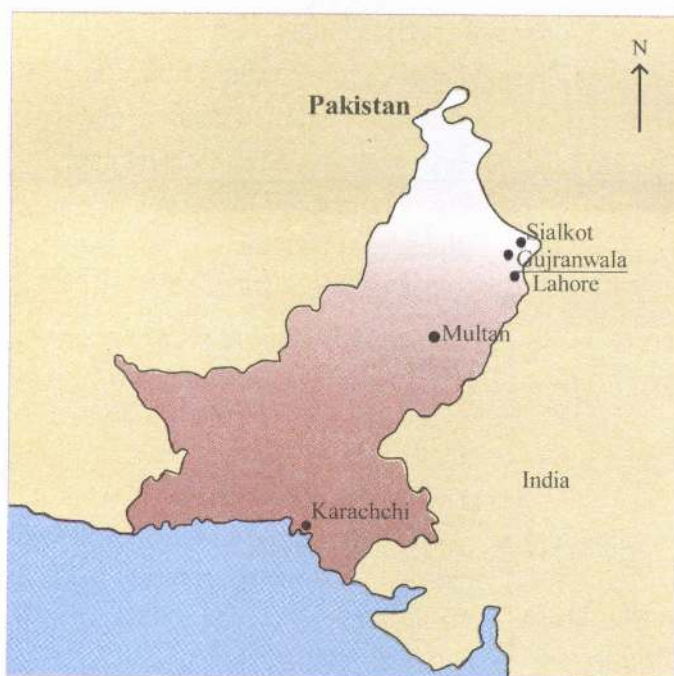 N
Pakistan
Sialkot
Gujranwala
Lahore
Multan
India
Karachchi